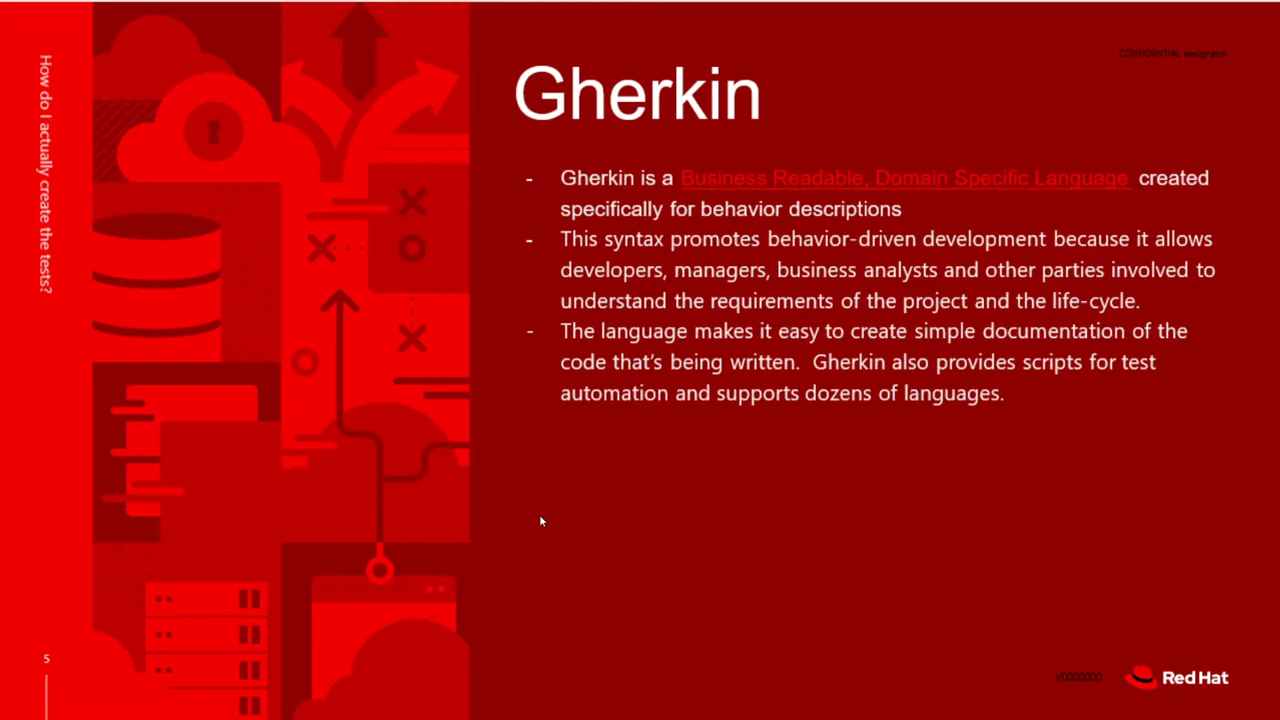 How do I actually create the tests?
CONFIDENTIAL designator
Gherkin
- Gherkin is a Business Readable, Domain Specific Language created
specifically for behavior descriptions
- This syntax promotes behavior-driven development because it allows
developers, managers, business analysts and other parties involved to
understand the requirements of the project and the life-cycle.
- The language makes it easy to create simple documentation of the
code that's being written.  Gherkin also provides scripts for test
automation and supports dozens of languages.
5
V0000000
Red Hat